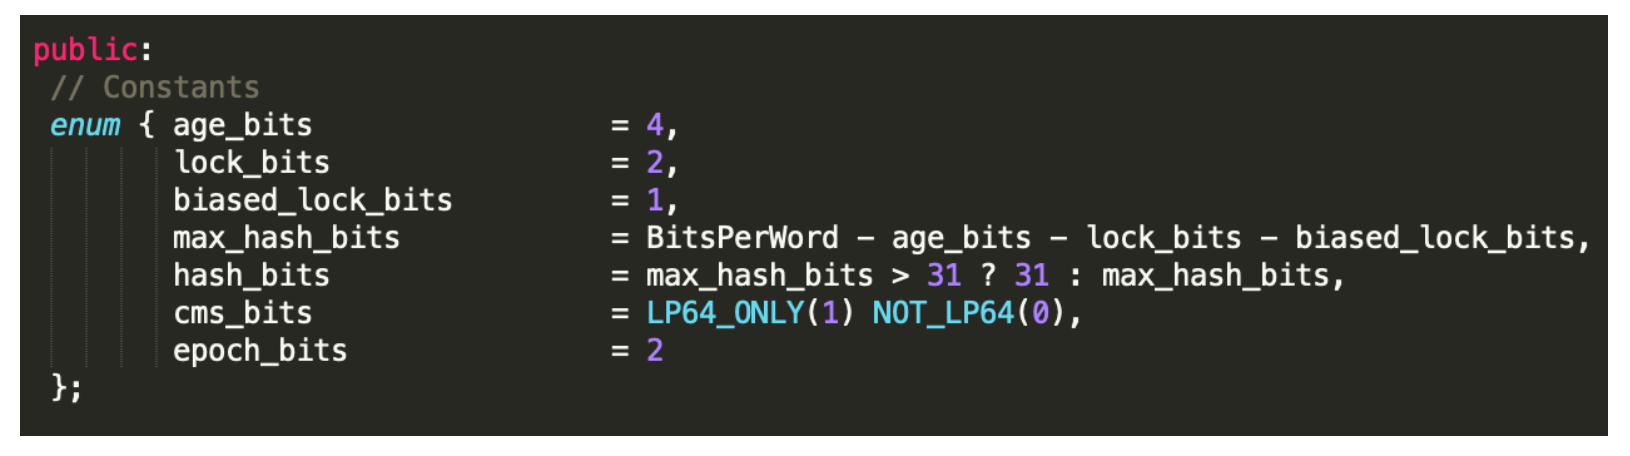 public:
// Constants
enum { age_bits = 4,
lock_bits = 2,
biased_lock_bits = 1,
max_hash_bits = BitsPerWord - age_bits - lock_bits - biased_lock_bits,
hash_bits = max_hash_bits > 31 ? 31 : max_hash_bits,
cms_bits = LP64_ONLY(1) NOT_LP64(0),
epoch_bits = 2
};